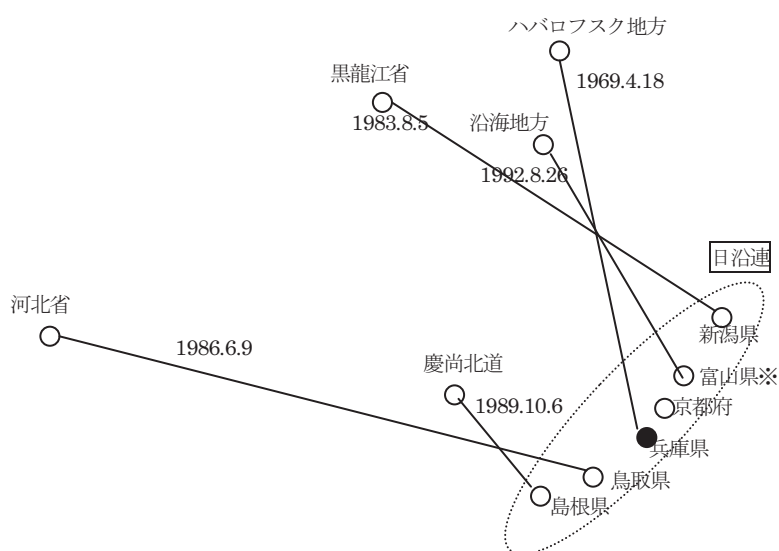 ハバロフスク地方
黒龍江省
1969.4.18
1983.8.5
沿海地方
1992.8.26
日沿連
河北省
新潟県
1986.6.9
慶尚北道
富山県※
1989.10.6
京都府
兵庫県
鳥取県
島根県